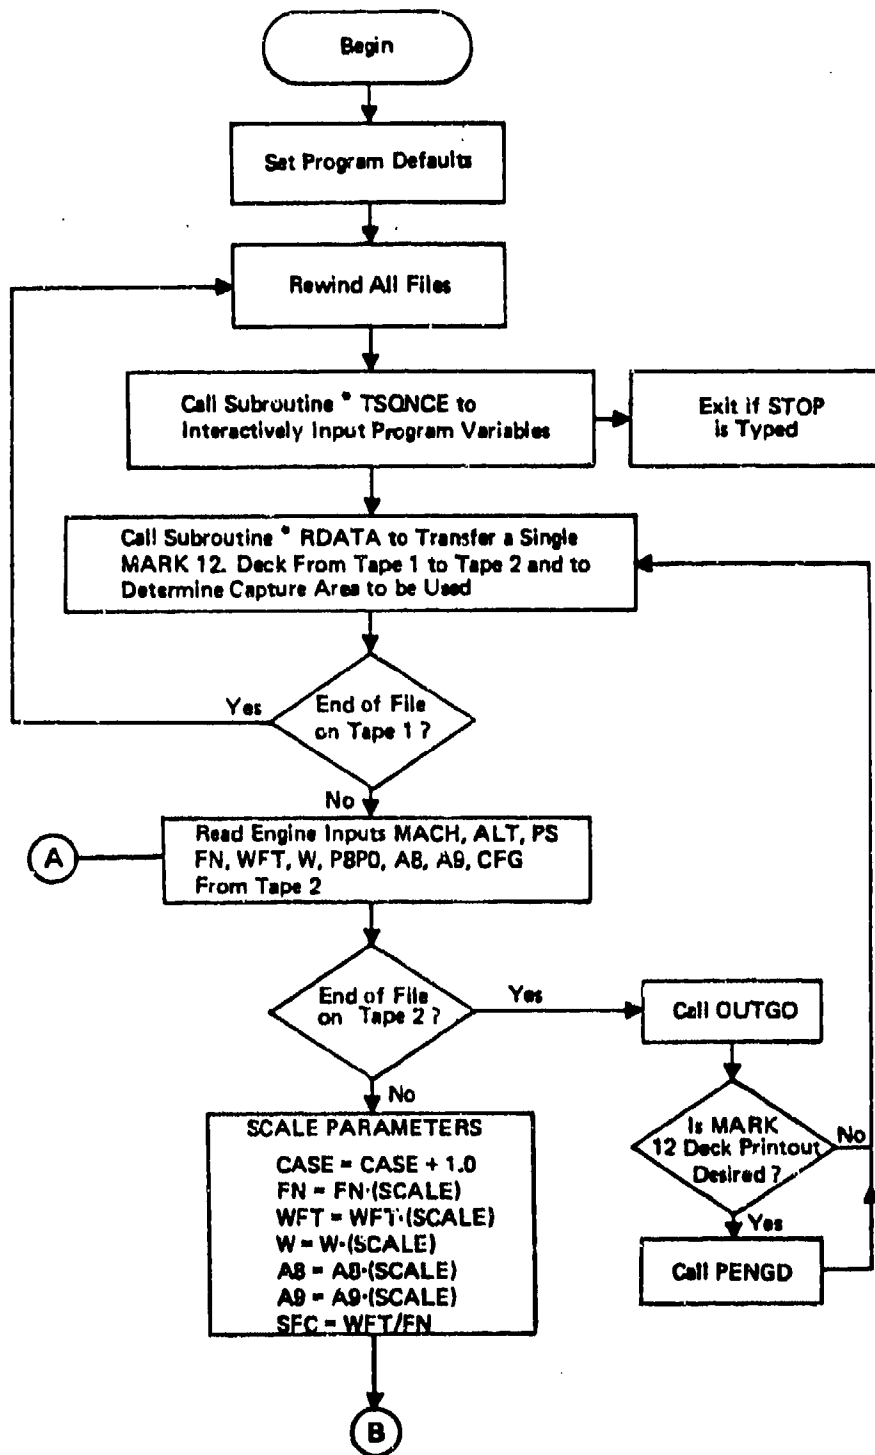 Begin
Set Program Defaults
Rewind All Files
Call Subroutine * TSQNCE to
Interactively Input Program Variables
Exit if STOP
is Typed
Call Subroutine * RDATA to Transfer a Single
MARK 12. Deck From Tape 1 to Tape 2 and to
Determine Capture Area to be Used
Yes
End of File
on Tape 1 ?
No
A
Read Engine Inputs MACH, ALT, PS
FN, WFT, W, P8P0, A8, A9, CFG
From Tape 2
End of File
on Tape 2 ?
Yes
Call OUTGO
No
Is MARK
12 Deck Printout
Desired ?
No
Yes
Call PENGD
SCALE PARAMETERS
CASE = CASE + 1.0
FN = FN·(SCALE)
WFT = WFT·(SCALE)
W = W·(SCALE)
A8 = A8·(SCALE)
A9 = A9·(SCALE)
SFC = WFT/FN
B